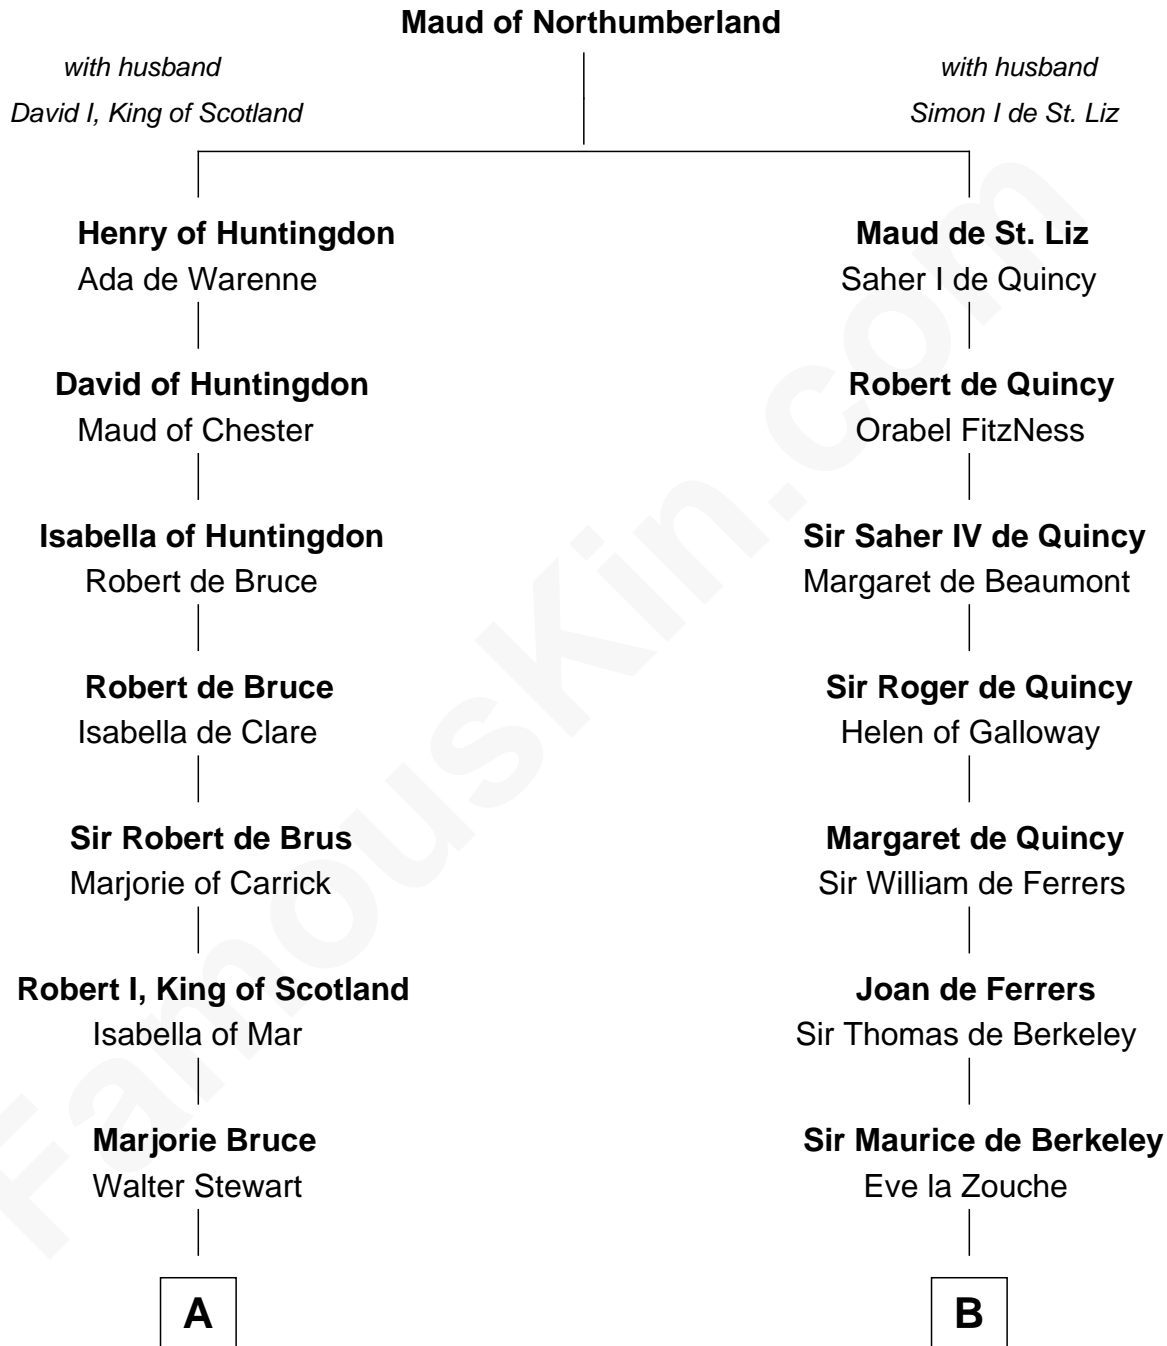 Maud of Northumberland
with husband
David I, King of Scotland
with husband
Simon I de St. Liz
Henry of Huntingdon
Ada de Warenne
Maud de St. Liz
Saher I de Quincy
David of Huntingdon
Maud of Chester
Robert de Quincy
Orabel FitzNess
Isabella of Huntingdon
Robert de Bruce
Sir Saher IV de Quincy
Margaret de Beaumont
Robert de Bruce
Isabella de Clare
Sir Roger de Quincy
Helen of Galloway
Sir Robert de Brus
Marjorie of Carrick
Margaret de Quincy
Sir William de Ferrers
Robert I, King of Scotland
Isabella of Mar
Joan de Ferrers
Sir Thomas de Berkeley
Marjorie Bruce
Walter Stewart
Sir Maurice de Berkeley
Eve la Zouche
A
B
FamousKin.com